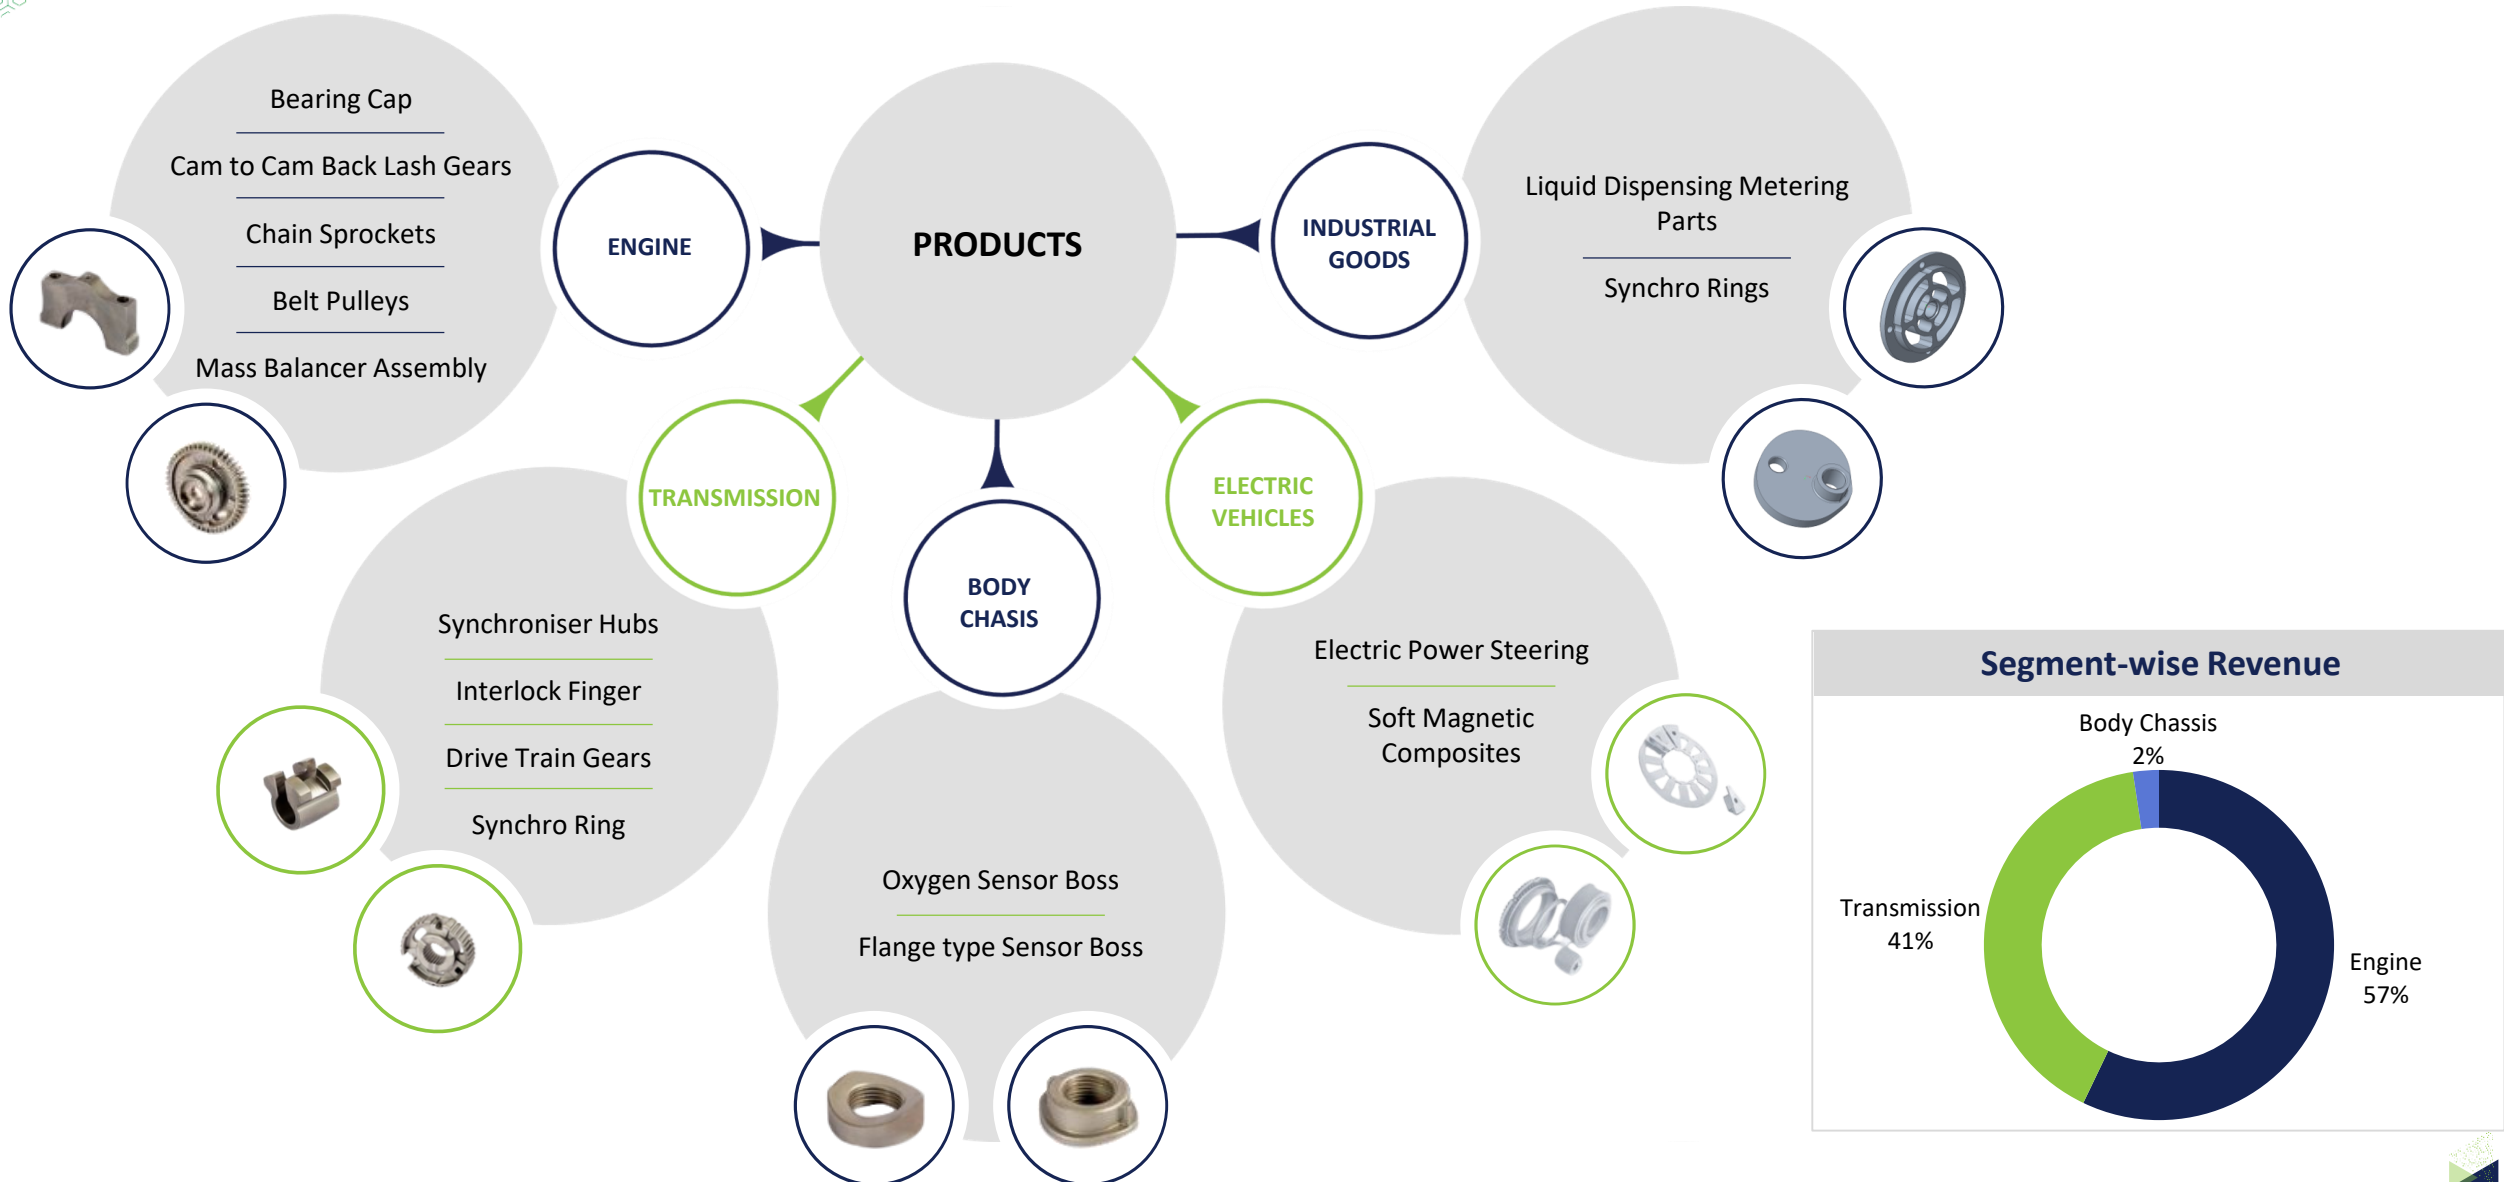 PRODUCTS
ENGINE
Bearing Cap
Cam to Cam Back Lash Gears
Chain Sprockets
Belt Pulleys
Mass Balancer Assembly
TRANSMISSION
Synchroniser Hubs
Interlock Finger
Drive Train Gears
Synchro Ring
BODY
CHASIS
Oxygen Sensor Boss
Flange type Sensor Boss
ELECTRIC
VEHICLES
Electric Power Steering
Soft Magnetic
Composites
INDUSTRIAL
GOODS
Liquid Dispensing Metering
Parts
Synchro Rings
Segment-wise Revenue
Body Chassis
2%
Transmission
41%
Engine
57%